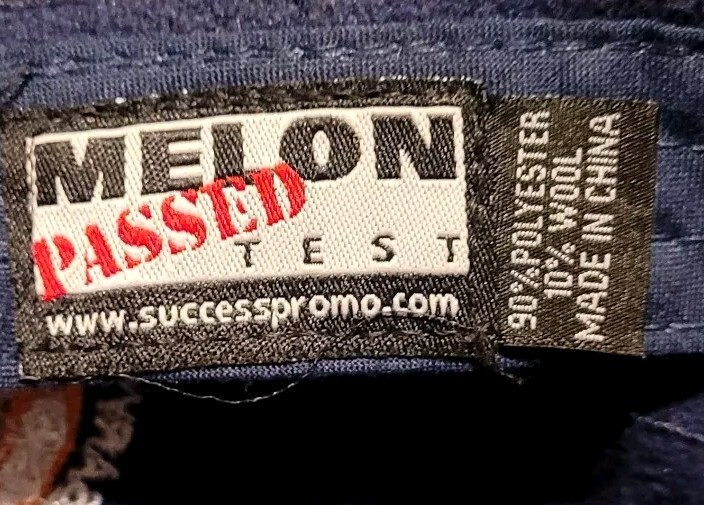 MELON
PASSED
TEST
www.successpromo.com
90%POLYESTER
10% WOOL
MADE IN CHINA